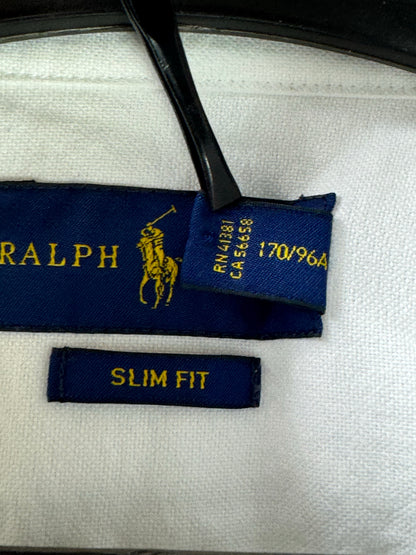 RALPH
RN 41381
CA 56658
170/96A
SLIM FIT